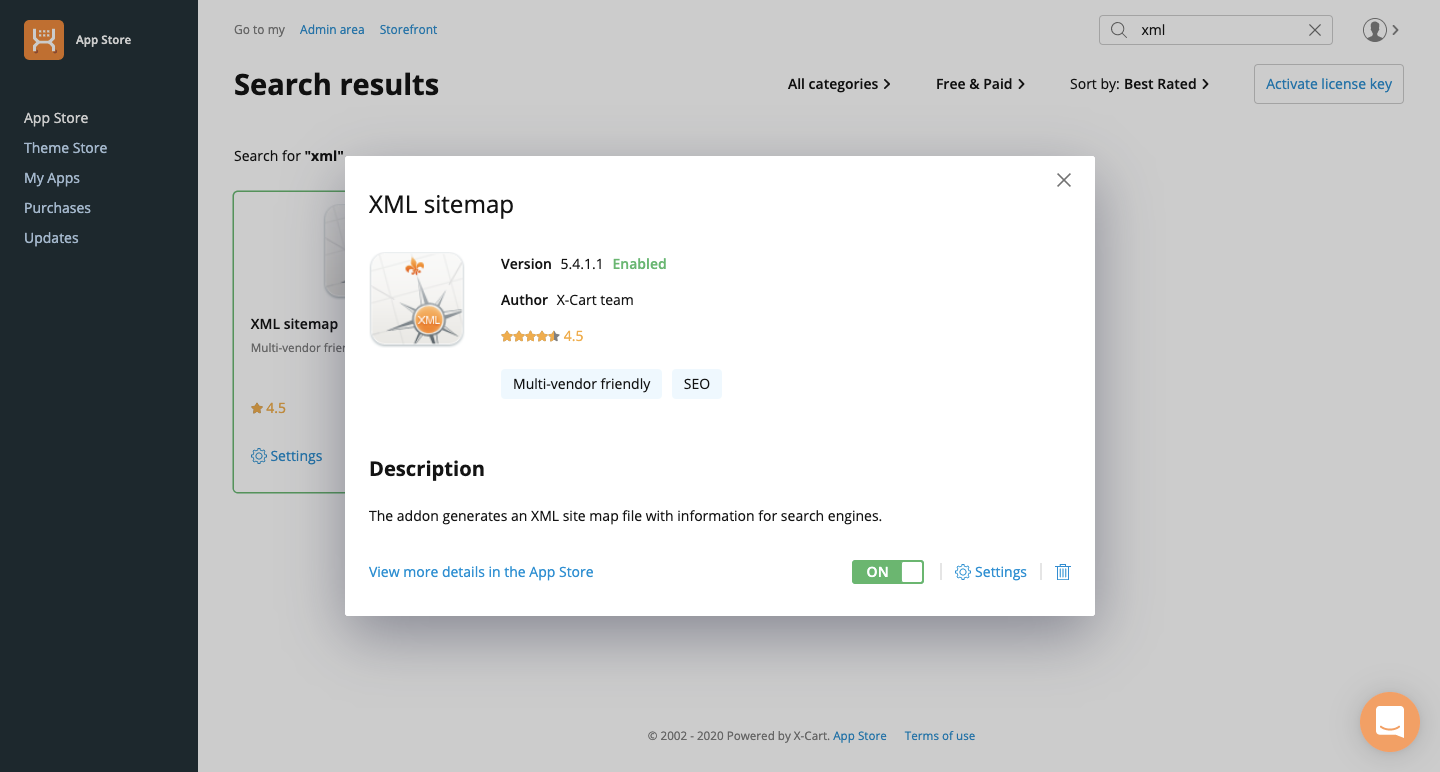 App Store
Go to my Admin area Storefront
xml
Search results
All categories Free & Paid Sort by: Best Rated Activate license key
App Store
Theme Store
My Apps
Purchases
Updates
Search for "xml"
XML sitemap
Multi-vendor frien
4.5
Settings
XML sitemap
XML
Version 5.4.1.1 Enabled
Author X-Cart team
4.5
Multi-vendor friendly SEO
Description
The addon generates an XML site map file with information for search engines.
View more details in the App Store ON Settings
© 2002 - 2020 Powered by X-Cart. App Store Terms of use